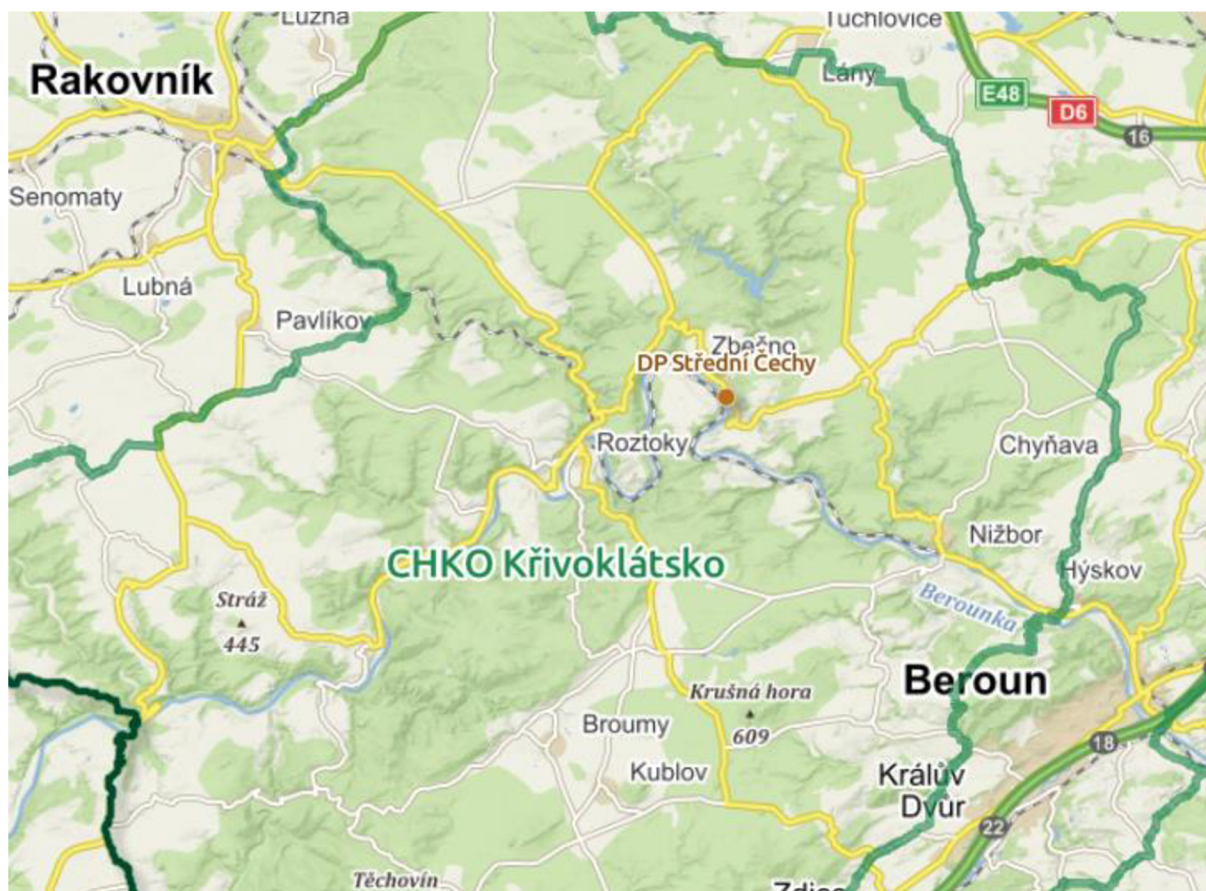 Lužná
Tuchlovice
Rakovník
Lány
E48
D6
16
Senomaty
Lubná
Pavlíkov
Zbečno
DP Střední Čechy
Roztoky
Chyňava
Nižbor
CHKO Křivoklátsko
Hýskov
Stráž
445
Berounka
Beroun
Krušná hora
609
Broumy
18
Kublov
Králův
Dvůr
22
Těchovín